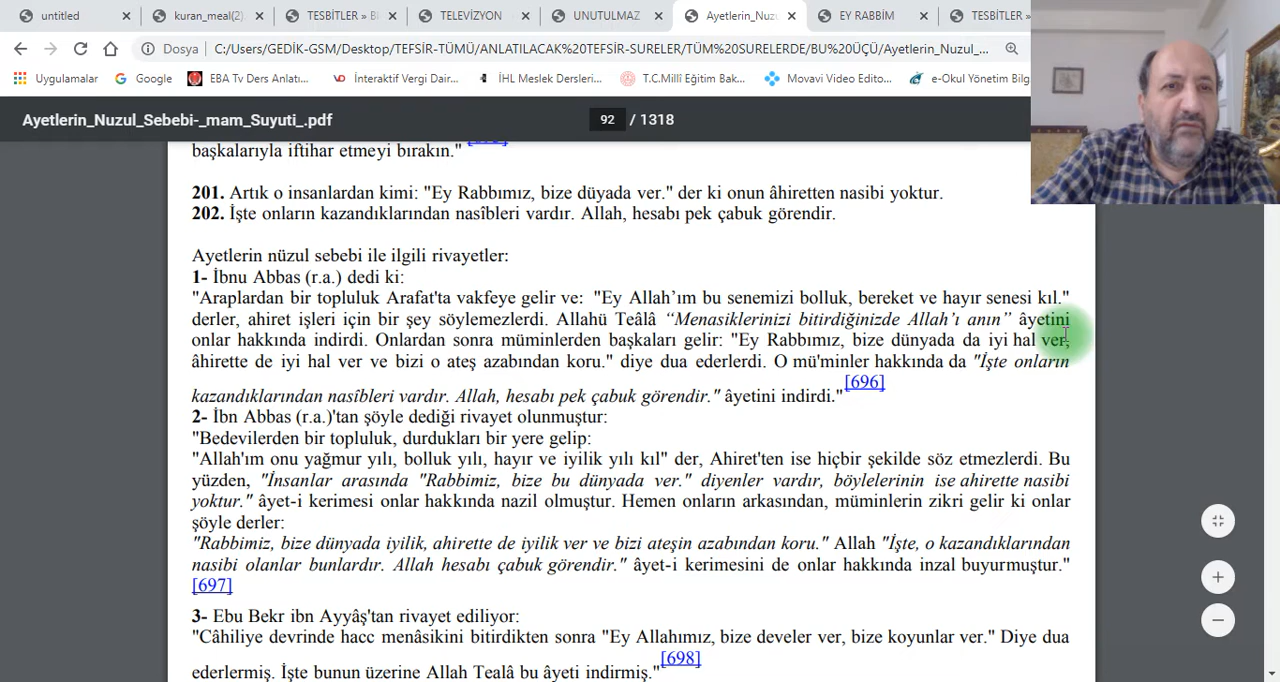 untitled
kuran_meal(2).
TESBİTLER » B
TELEVİZYON
UNUTULMAZ
Ayetlerin_Nuzu
EY RABBİM
TESBİTLER »
Dosya
C:/Users/GEDİK-GSM/Desktop/TEFSİR-TÜMÜ/ANLATILACAK%20TEFSİR-SURELER/TÜM%20SURELERDE/BU%20ÜÇÜ/Ayetlerin_Nuzul_...
Uygulamalar
Google
EBA Tv Ders Anlatı...
İnteraktif Vergi Dair...
İHL Meslek Dersleri...
T.C.Millî Eğitim Bak...
Movavi Video Edito...
e-Okul Yönetim Bilg
Ayetlerin_Nuzul_Sebebi-_mam_Suyuti_.pdf
92 / 1318
başkalarıyla iftihar etmeyi bırakın."
201. Artık o insanlardan kimi: "Ey Rabbımız, bize düyada ver." der ki onun âhiretten nasibi yoktur.
202. İşte onların kazandıklarından nasîbleri vardır. Allah, hesabı pek çabuk görendir.
Ayetlerin nüzul sebebi ile ilgili rivayetler:
1- İbnu Abbas (r.a.) dedi ki:
"Araplardan bir topluluk Arafat'ta vakfeye gelir ve: "Ey Allah’ım bu senemizi bolluk, bereket ve hayır senesi kıl."
derler, ahiret işleri için bir şey söylemezlerdi. Allahü Teâlâ “Menasiklerinizi bitirdiğinizde Allah’ı anın” âyetini
onlar hakkında indirdi. Onlardan sonra müminlerden başkaları gelir: "Ey Rabbımız, bize dünyada da iyi hal ver,
âhirette de iyi hal ver ve bizi o ateş azabından koru." diye dua ederlerdi. O mü'minler hakkında da "İşte onların
kazandıklarından nasîbleri vardır. Allah, hesabı pek çabuk görendir." âyetini indirdi."[696]
2- İbn Abbas (r.a.)'tan şöyle dediği rivayet olunmuştur:
"Bedevilerden bir topluluk, durdukları bir yere gelip:
"Allah'ım onu yağmur yılı, bolluk yılı, hayır ve iyilik yılı kıl" der, Ahiret'ten ise hiçbir şekilde söz etmezlerdi. Bu
yüzden, "İnsanlar arasında "Rabbimiz, bize bu dünyada ver." diyenler vardır, böylelerinin ise ahirette nasibi
yoktur." âyet-i kerimesi onlar hakkında nazil olmuştur. Hemen onların arkasından, müminlerin zikri gelir ki onlar
şöyle derler:
"Rabbimiz, bize dünyada iyilik, ahirette de iyilik ver ve bizi ateşin azabından koru." Allah "İşte, o kazandıklarından
nasibi olanlar bunlardır. Allah hesabı çabuk görendir." âyet-i kerimesini de onlar hakkında inzal buyurmuştur."
[697]
3- Ebu Bekr ibn Ayyâş'tan rivayet ediliyor:
"Câhiliye devrinde hacc menâsikini bitirdikten sonra "Ey Allahımız, bize develer ver, bize koyunlar ver." Diye dua
ederlermiş. İşte bunun üzerine Allah Tealâ bu âyeti indirmiş."[698]